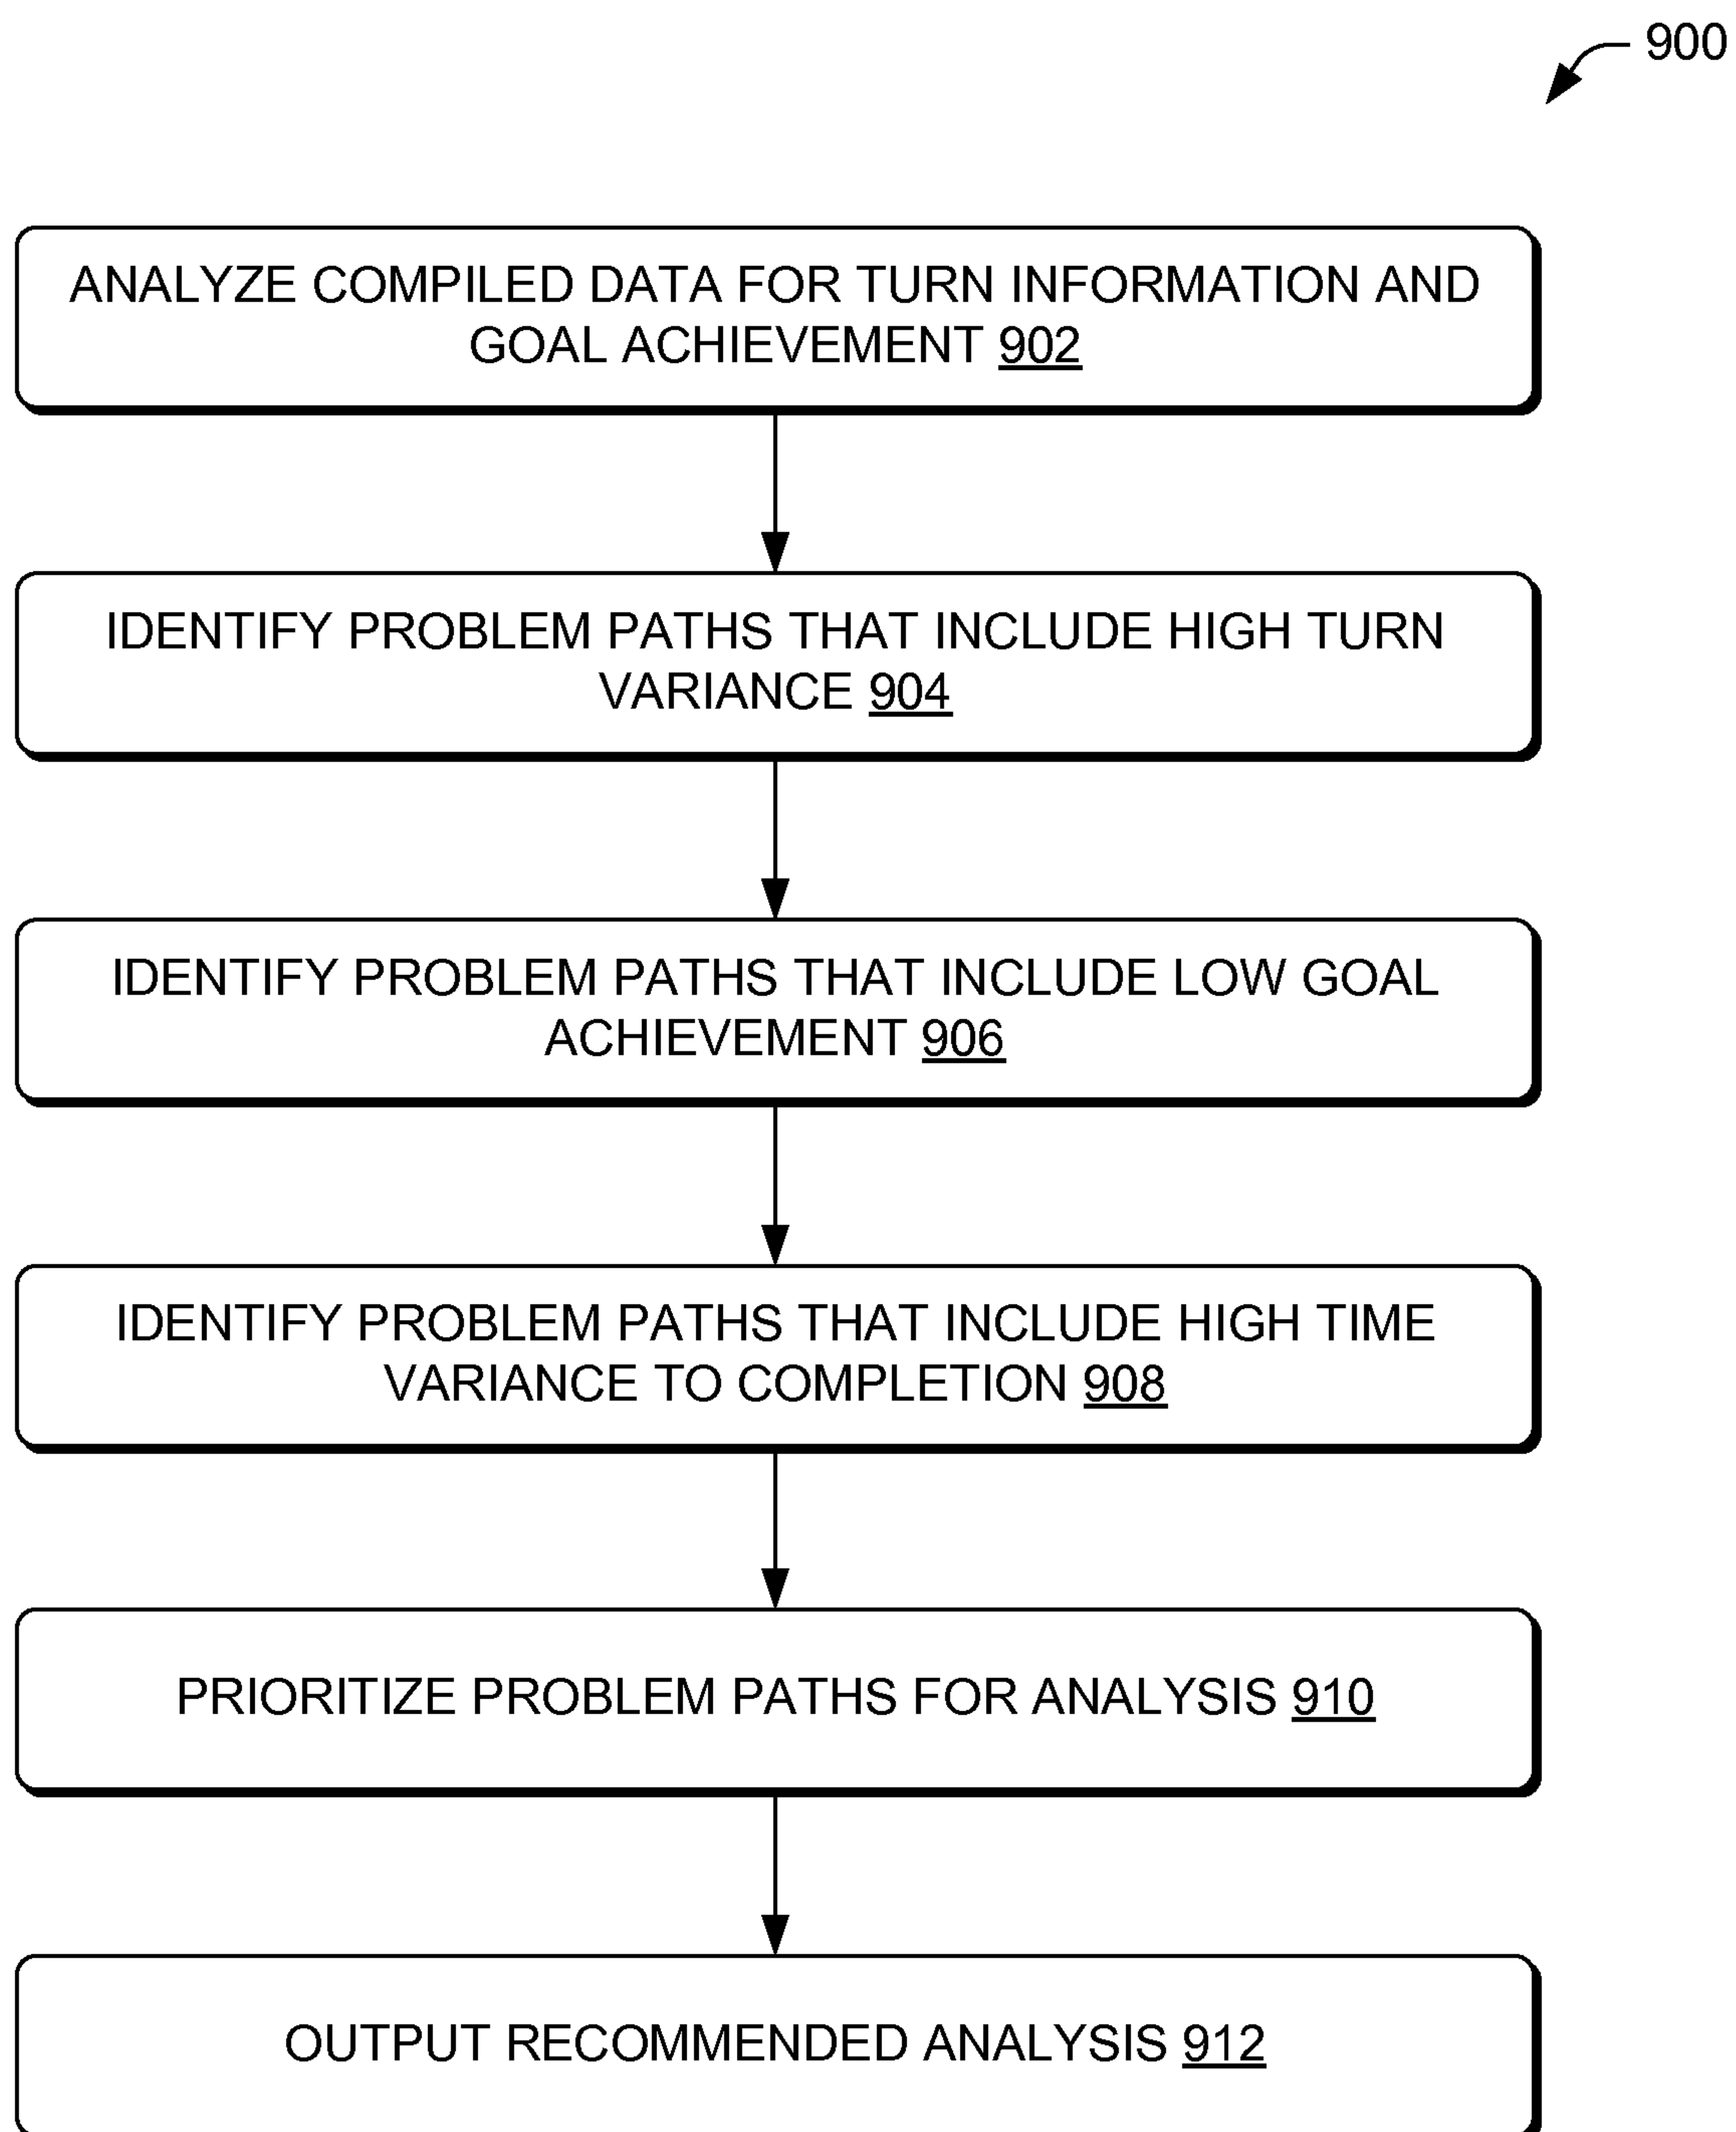 900
ANALYZE COMPILED DATA FOR TURN INFORMATION AND
GOAL ACHIEVEMENT 902
IDENTIFY PROBLEM PATHS THAT INCLUDE HIGH TURN
VARIANCE 904
IDENTIFY PROBLEM PATHS THAT INCLUDE LOW GOAL
ACHIEVEMENT 906
IDENTIFY PROBLEM PATHS THAT INCLUDE HIGH TIME
VARIANCE TO COMPLETION 908
PRIORITIZE PROBLEM PATHS FOR ANALYSIS 910
OUTPUT RECOMMENDED ANALYSIS 912